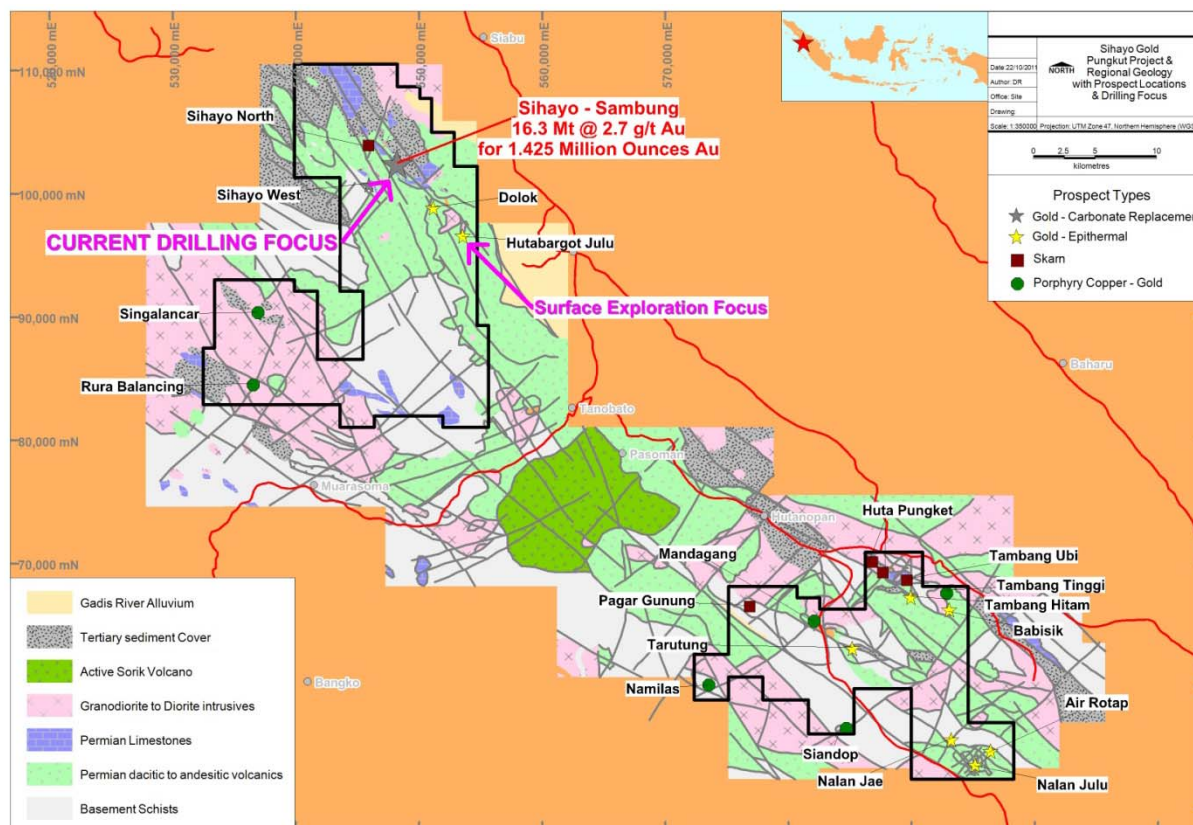 520,000 mE
530,000 mE
550,000 mE
560,000 mE
570,000 mE
110,000 mN
100,000 mN
90,000 mN
80,000 mN
70,000 mN
Siabu
Sihayo North
Sihayo - Sambung
16.3 Mt @ 2.7 g/t Au
for 1.425 Million Ounces Au
Sihayo West
Dolok
CURRENT DRILLING FOCUS
Hutabargot Julu
Surface Exploration Focus
Singalancar
Rura Balancing
Baharu
Tanobato
Pasoman
Muarasoma
Hutanopan
Huta Pungket
Mandagang
Tambang Ubi
Tambang Tinggi
Pagar Gunung
Tambang Hitam
Babisik
Tarutung
Namilas
Bangko
Air Rotap
Siandop
Nalan Jae
Nalan Julu
Date:22/10/2011
Author: DR
Office: Site
Drawing:
Scale: 1:350000
Projection: UTM Zone 47, Northern Hemisphere (WGS
NORTH
Sihayo Gold
Pungkut Project &
Regional Geology
with Prospect Locations
& Drilling Focus
0 2.5 5 10
kilometres
Prospect Types
Gold - Carbonate Replacement
Gold - Epithermal
Skarn
Porphyry Copper - Gold
Gadis River Alluvium
Tertiary sediment Cover
Active Sorik Volcano
Granodiorite to Diorite intrusives
Permian Limestones
Permian dacitic to andesitic volcanics
Basement Schists